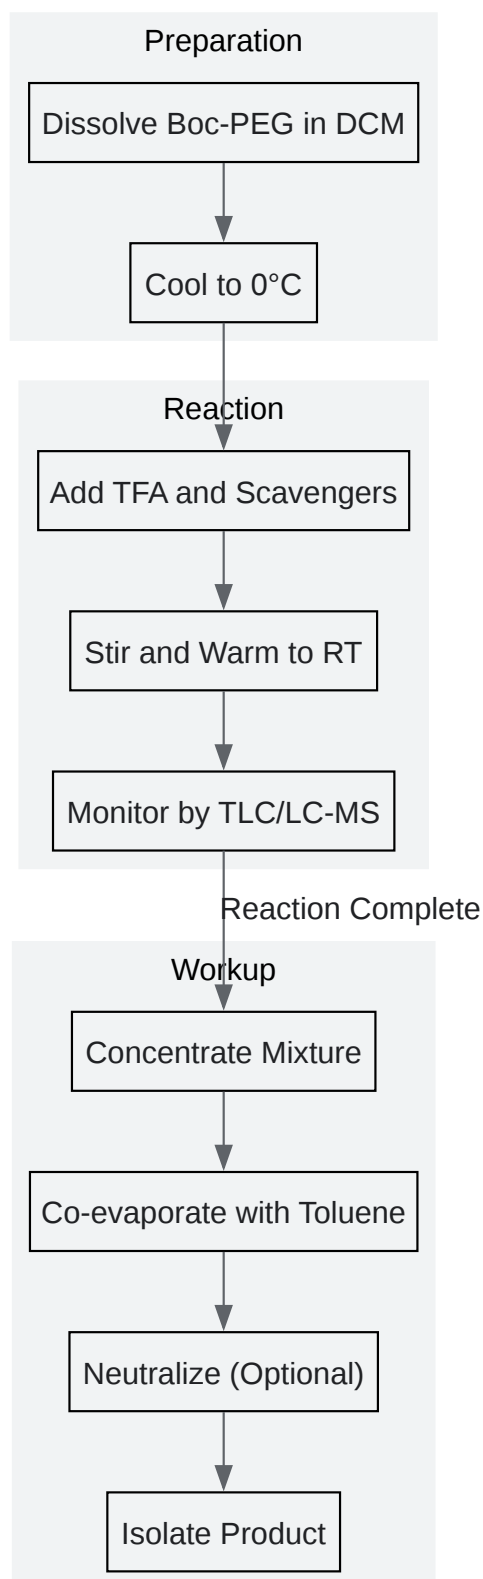 Preparation
Dissolve Boc-PEG in DCM
Cool to 0°C
Reaction
Add TFA and Scavengers
Stir and Warm to RT
Monitor by TLC/LC-MS
Reaction Complete
Workup
Concentrate Mixture
Co-evaporate with Toluene
Neutralize (Optional)
Isolate Product